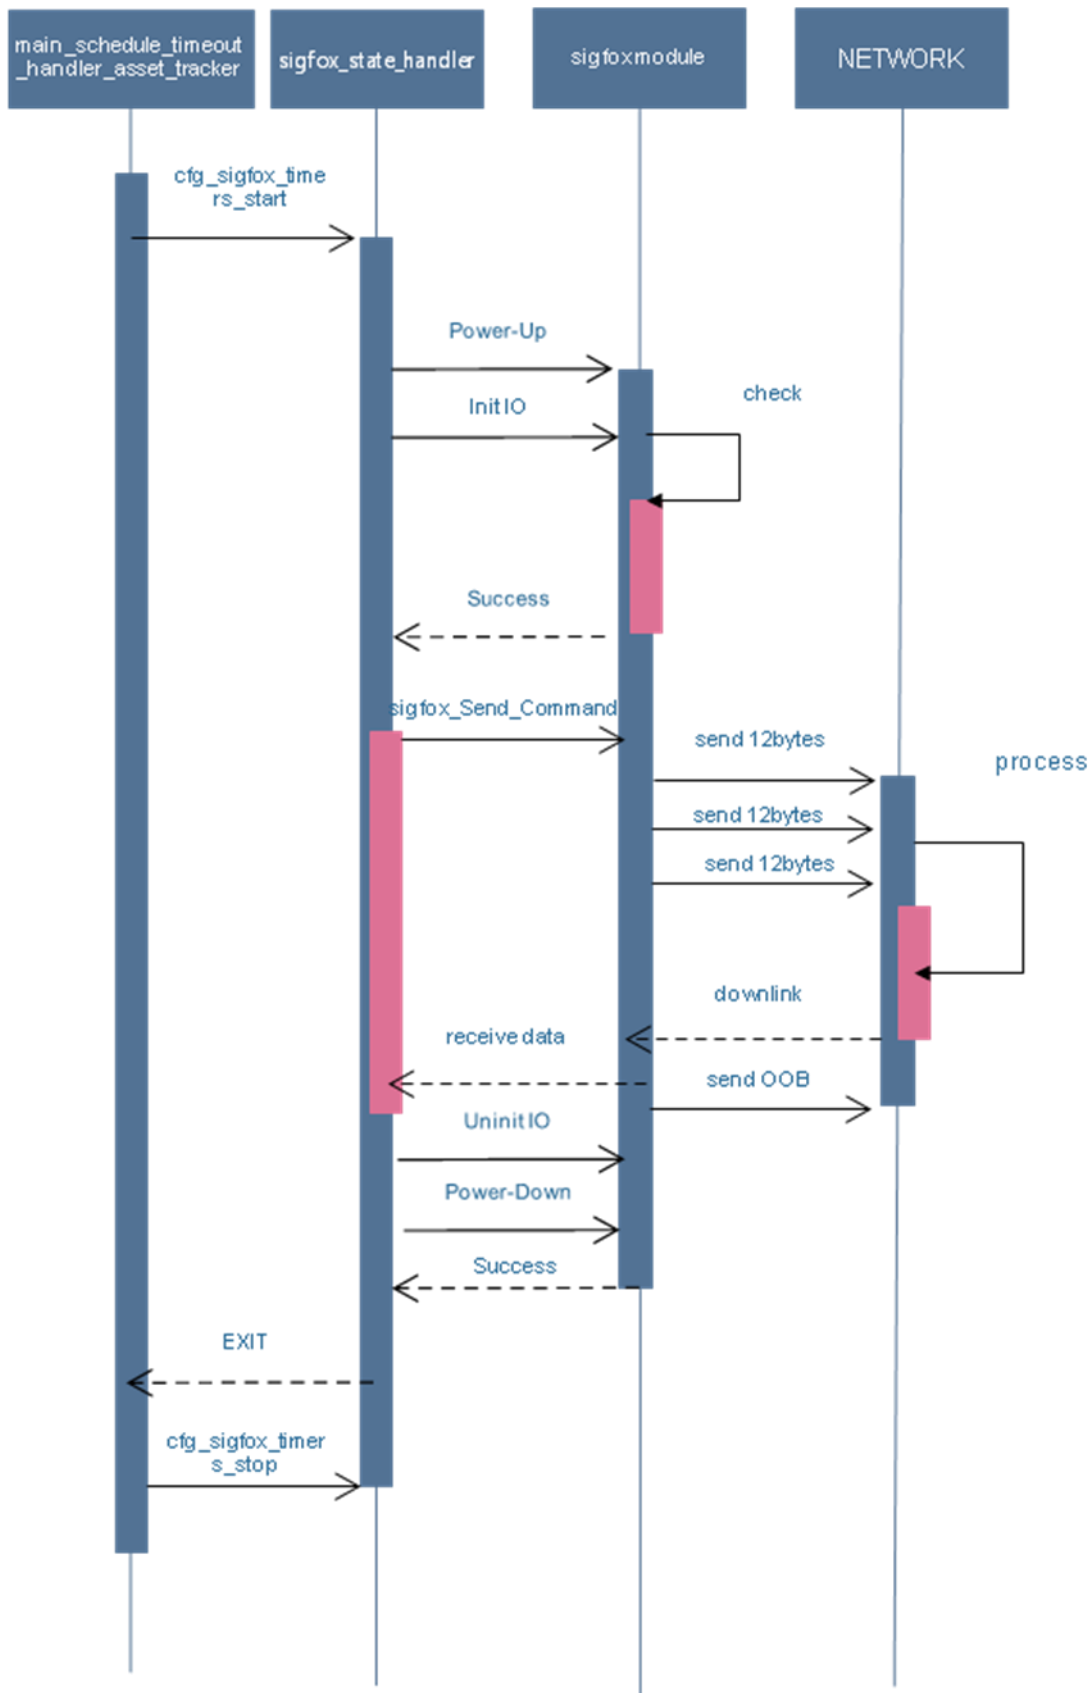 main_schedule_timeout
_handler_asset_tracker
sigfox_state_handler
sigfoxmodule
NETWORK
cfg_sigfox_time
rs_start
Power-Up
check
Init IO
Success
sigfox_Send_Command
send 12bytes
process
send 12bytes
send 12bytes
downlink
receive data
send OOB
Uninit IO
Power-Down
Success
EXIT
cfg_sigfox_timer
s_stop